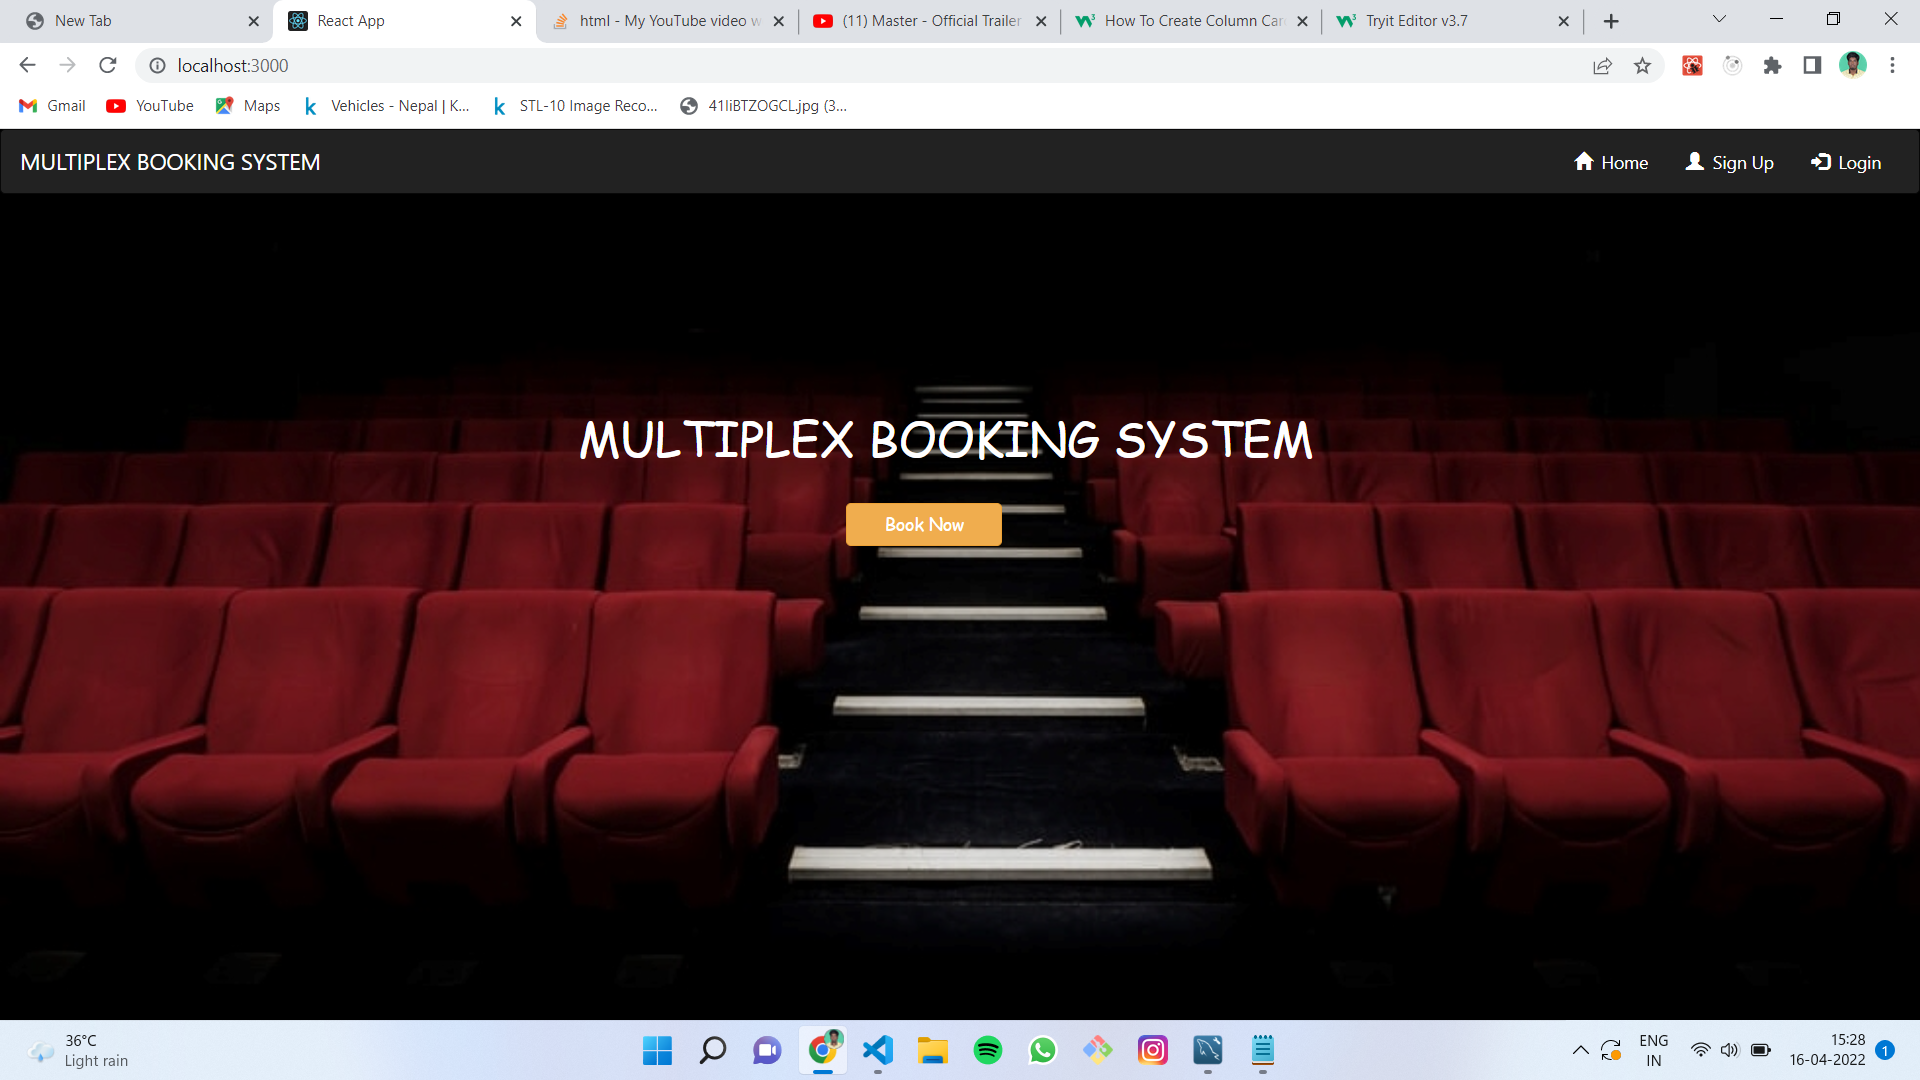 New Tab
React App
html - My YouTube video w
(11) Master - Official Trailer
How To Create Column Car
Tryit Editor v3.7
localhost:3000
Gmail
YouTube
Maps
Vehicles - Nepal | K...
STL-10 Image Reco...
41IiBTZOGCL.jpg (3...
MULTIPLEX BOOKING SYSTEM
Home
Sign Up
Login
MULTIPLEX BOOKING SYSTEM
Book Now
36°C
Light rain
ENG
IN
15:28
16-04-2022
1